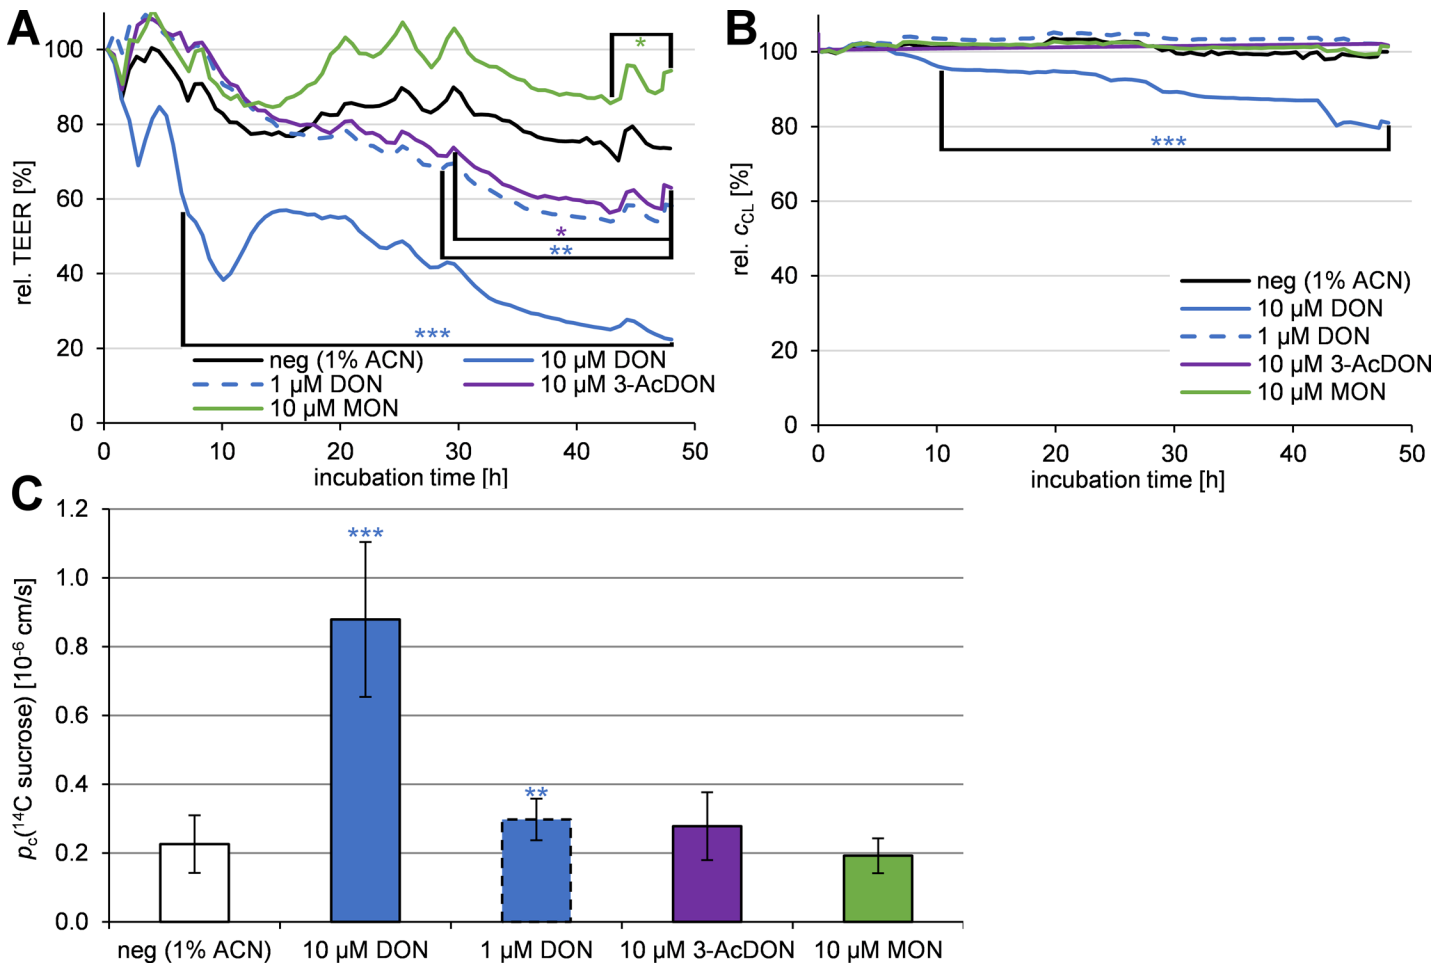 A
rel. TEER [%]
100
80
60
40
20
0
*
*
**
***
neg (1% ACN)
10 µM DON
1 µM DON
10 µM 3-AcDON
10 µM MON
0 10 20 30 40 50
incubation time [h]
B
rel. cCL [%]
100
80
60
40
20
0
***
neg (1% ACN)
10 µM DON
1 µM DON
10 µM 3-AcDON
10 µM MON
0 10 20 30 40 50
incubation time [h]
C
pc(14C sucrose) [10-6 cm/s]
1.2
1.0
0.8
0.6
0.4
0.2
0.0
***
**
neg (1% ACN) 10 µM DON 1 µM DON 10 µM 3-AcDON 10 µM MON